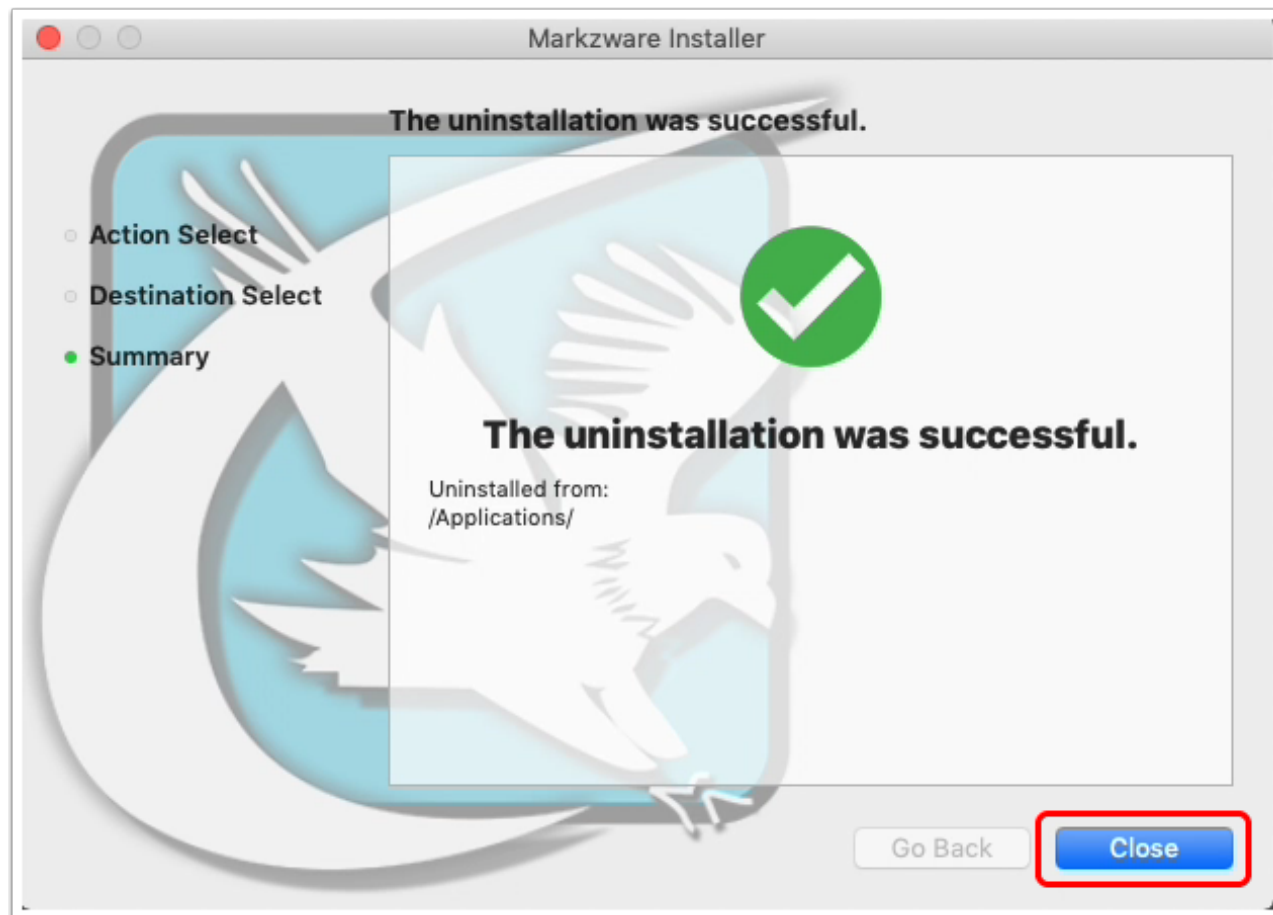 Markzware Installer
The uninstallation was successful.
Action Select
Destination Select
Summary
The uninstallation was successful.
Uninstalled from:
/Applications/
Go Back
Close